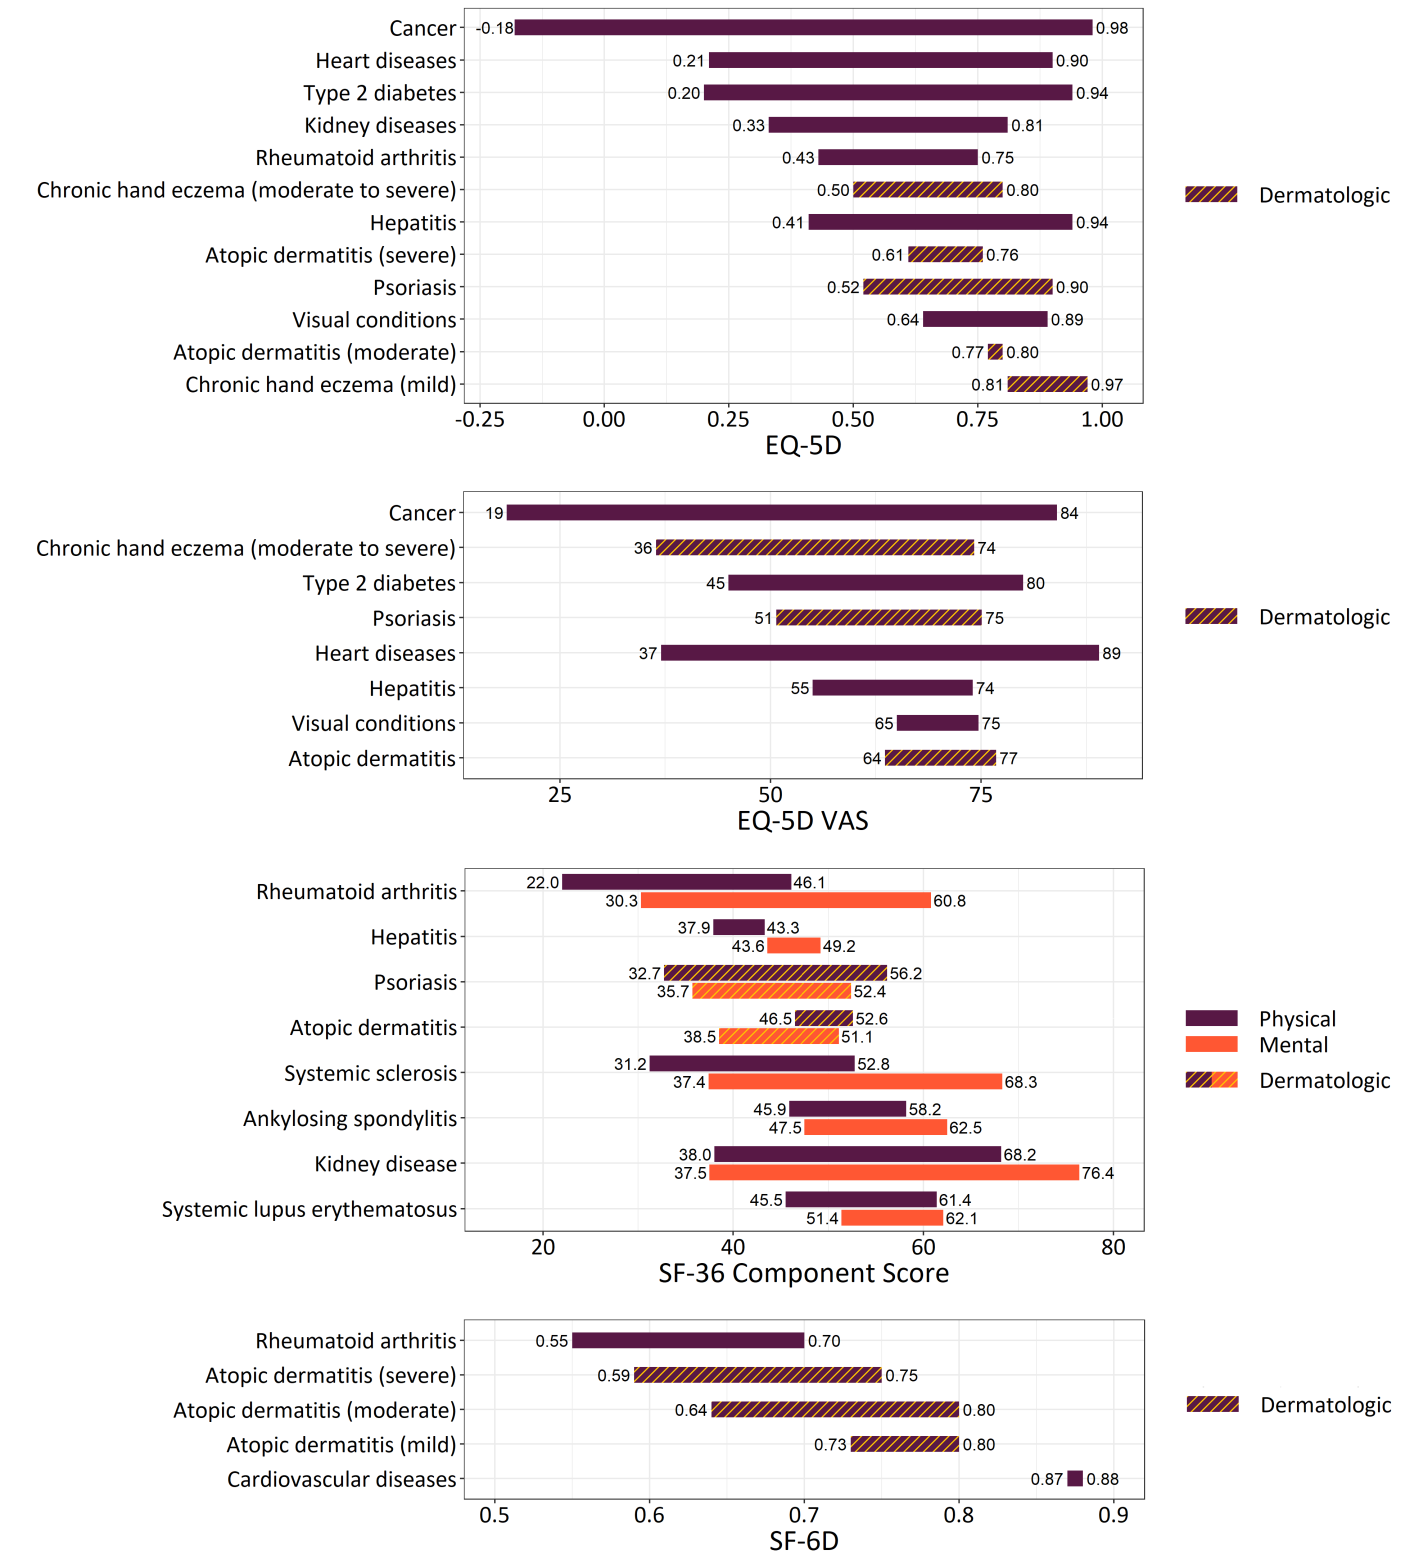 Cancer -0.18 0.98
Heart diseases 0.21 0.90
Type 2 diabetes 0.20 0.94
Kidney diseases 0.33 0.81
Rheumatoid arthritis 0.43 0.75
Chronic hand eczema (moderate to severe) 0.50 0.80 Dermatologic
Hepatitis 0.41 0.94
Atopic dermatitis (severe) 0.61 0.76
Psoriasis 0.52 0.90
Visual conditions 0.64 0.89
Atopic dermatitis (moderate) 0.77 0.80
Chronic hand eczema (mild) 0.81 0.97
-0.25 0.00 0.25 0.50 0.75 1.00
EQ-5D
Cancer 19 84
Chronic hand eczema (moderate to severe) 36 74
Type 2 diabetes 45 80
Psoriasis 51 75 Dermatologic
Heart diseases 37 89
Hepatitis 55 74
Visual conditions 65 75
Atopic dermatitis 64 77
25 50 75
EQ-5D VAS
Rheumatoid arthritis 22.0 46.1
30.3 60.8
Hepatitis 37.9 43.3
43.6 49.2
Psoriasis 32.7 56.2
35.7 52.4
Atopic dermatitis 46.5 52.6 Physical
38.5 51.1 Mental
Systemic sclerosis 31.2 52.8 Dermatologic
37.4 68.3
Ankylosing spondylitis 45.9 58.2
47.5 62.5
Kidney disease 38.0 68.2
37.5 76.4
Systemic lupus erythematosus 45.5 61.4
51.4 62.1
20 40 60 80
SF-36 Component Score
Rheumatoid arthritis 0.55 0.70
Atopic dermatitis (severe) 0.59 0.75
Atopic dermatitis (moderate) 0.64 0.80 Dermatologic
Atopic dermatitis (mild) 0.73 0.80
Cardiovascular diseases 0.87 0.88
0.5 0.6 0.7 0.8 0.9
SF-6D